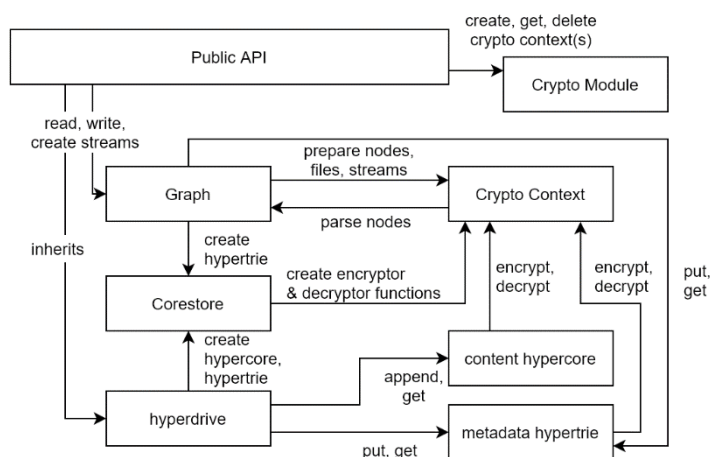 create, get, delete
crypto context(s)
Public API
Crypto Module
read, write,
create streams
prepare nodes,
files, streams
Graph
Crypto Context
parse nodes
inherits
create
hypertrie
create encryptor
& decryptor functions
encrypt,
decrypt
encrypt,
decrypt
put,
get
Corestore
create
hypercore,
hypertrie
content hypercore
append,
get
hyperdrive
metadata hypertrie
put, get